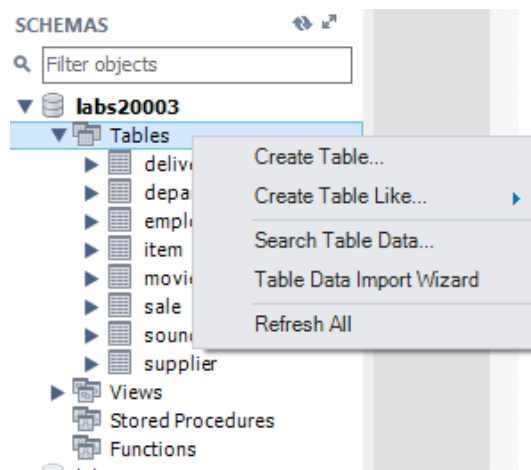 SCHEMAS
Filter objects
labs20003
Tables
Create Table...
Create Table Like...
Search Table Data...
Table Data Import Wizard
Refresh All
item
sale
supplier
Views
Stored Procedures
Functions